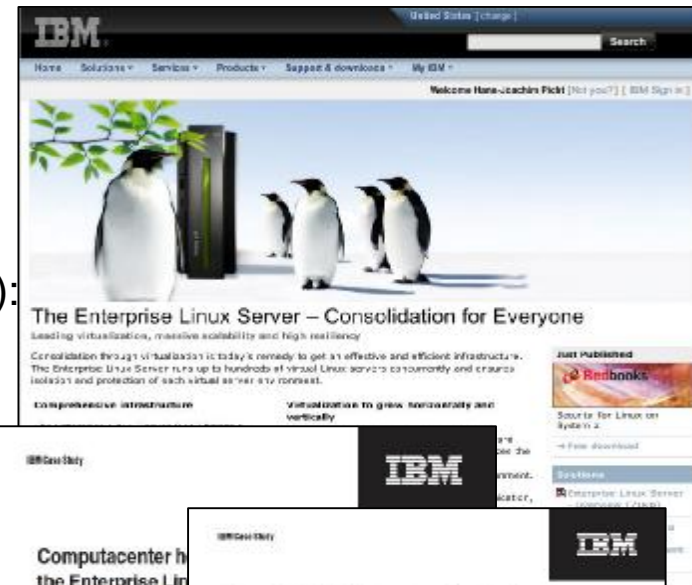 IBM
United States [change]
Search
Home Solutions Services Products Support & downloads My IBM
Welcome Hans-Joachim Picht [Not you?] [IBM Sign in]
):
The Enterprise Linux Server – Consolidation for Everyone
Leading virtualization, massive scalability and high resiliency
Consolidation through virtualization is today's remedy to get an effective and efficient infrastructure.
The Enterprise Linux Server runs up to hundreds of virtual Linux servers concurrently and ensures
isolation and protection of each virtual server environment.
Just Published
Redbooks
Comprehensive infrastructure
Virtualization to grow horizontally and
vertically
Security for Linux on
System z
Free download
Solutions
Enterprise Linux Server
IBM Case Study
IBM
Computacenter h
the Enterprise Lin
IBM Case Study
IBM